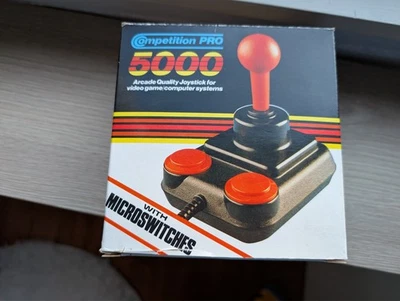 Competition PRO
5000
Arcade Quality Joystick for
video game/computer systems
WITH
MICROSWITCHES